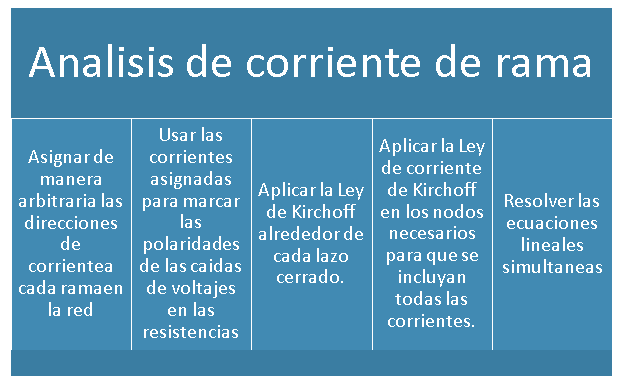 Analisis de corriente de rama
Asignar de
manera
arbitraria las
direcciones
de
corrientea
cada ramaen
la red
Usar las
corrientes
asignadas
para marcar
las
polaridades
de las caidas
de voltajes
en las
resistencias
Aplicar la Ley
de Kirchoff
alrededor de
cada lazo
cerrado.
Aplicar la Ley
de corriente
de Kirchoff
en los nodos
necesarios
para que se
incluyan
todas las
corrientes.
Resolver las
ecuaciones
lineales
simultaneas